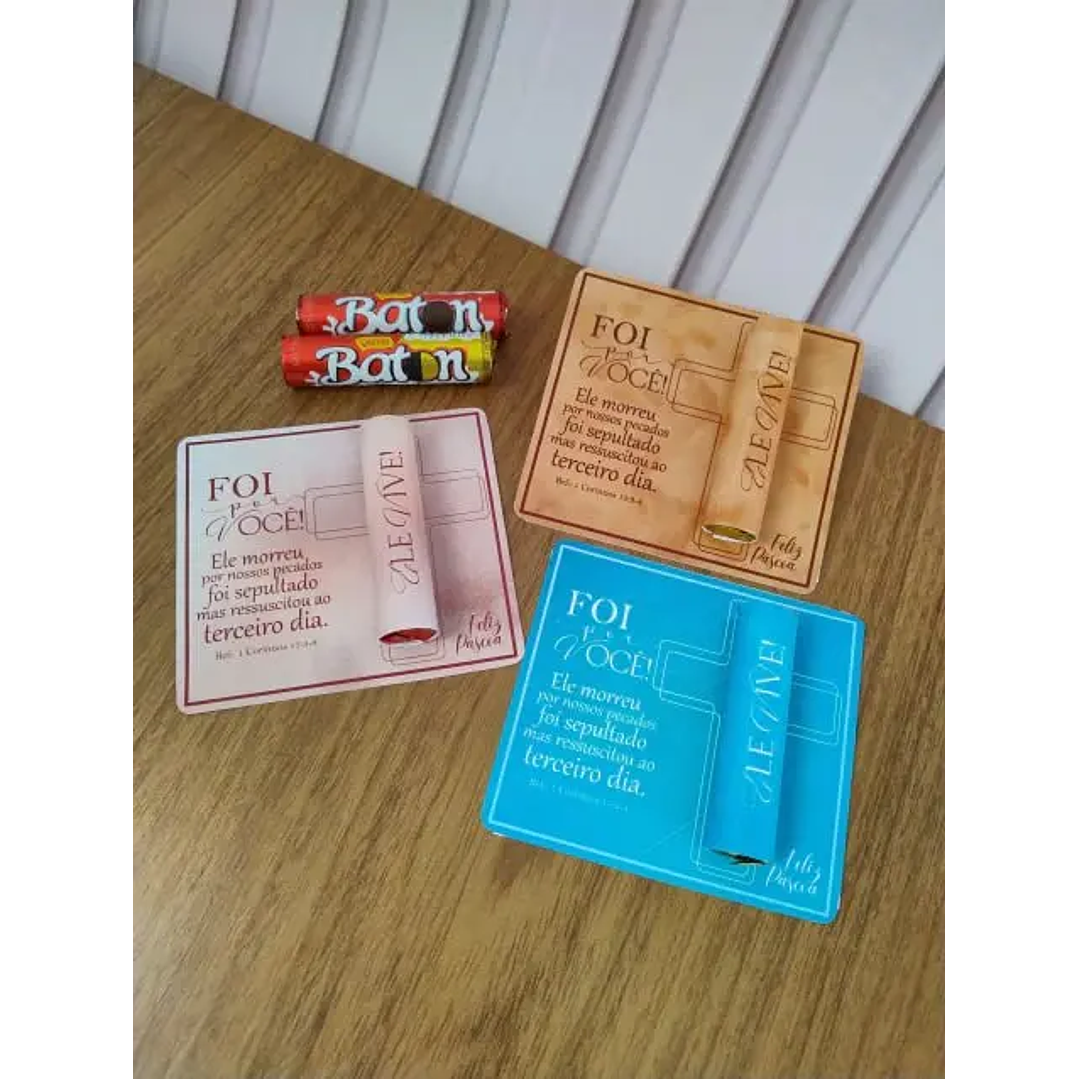 Baton
Baton
FOI
por
VOCÊ!
Ele morreu
por nossos pecados
foi sepultado
mas ressuscitou ao
terceiro dia.
ELE VIVE!
Feliz
Páscoa
FOI
por
VOCÊ!
Ele morreu
por nossos pecados
foi sepultado
mas ressuscitou ao
terceiro dia.
Ref: 1 Coríntios
ELE VIVE!
Feliz
Páscoa
FOI
por
VOCÊ!
Ele morreu
por nossos pecados
foi sepultado
mas ressuscitou ao
terceiro dia.
ELE VIVE!
Feliz
Páscoa